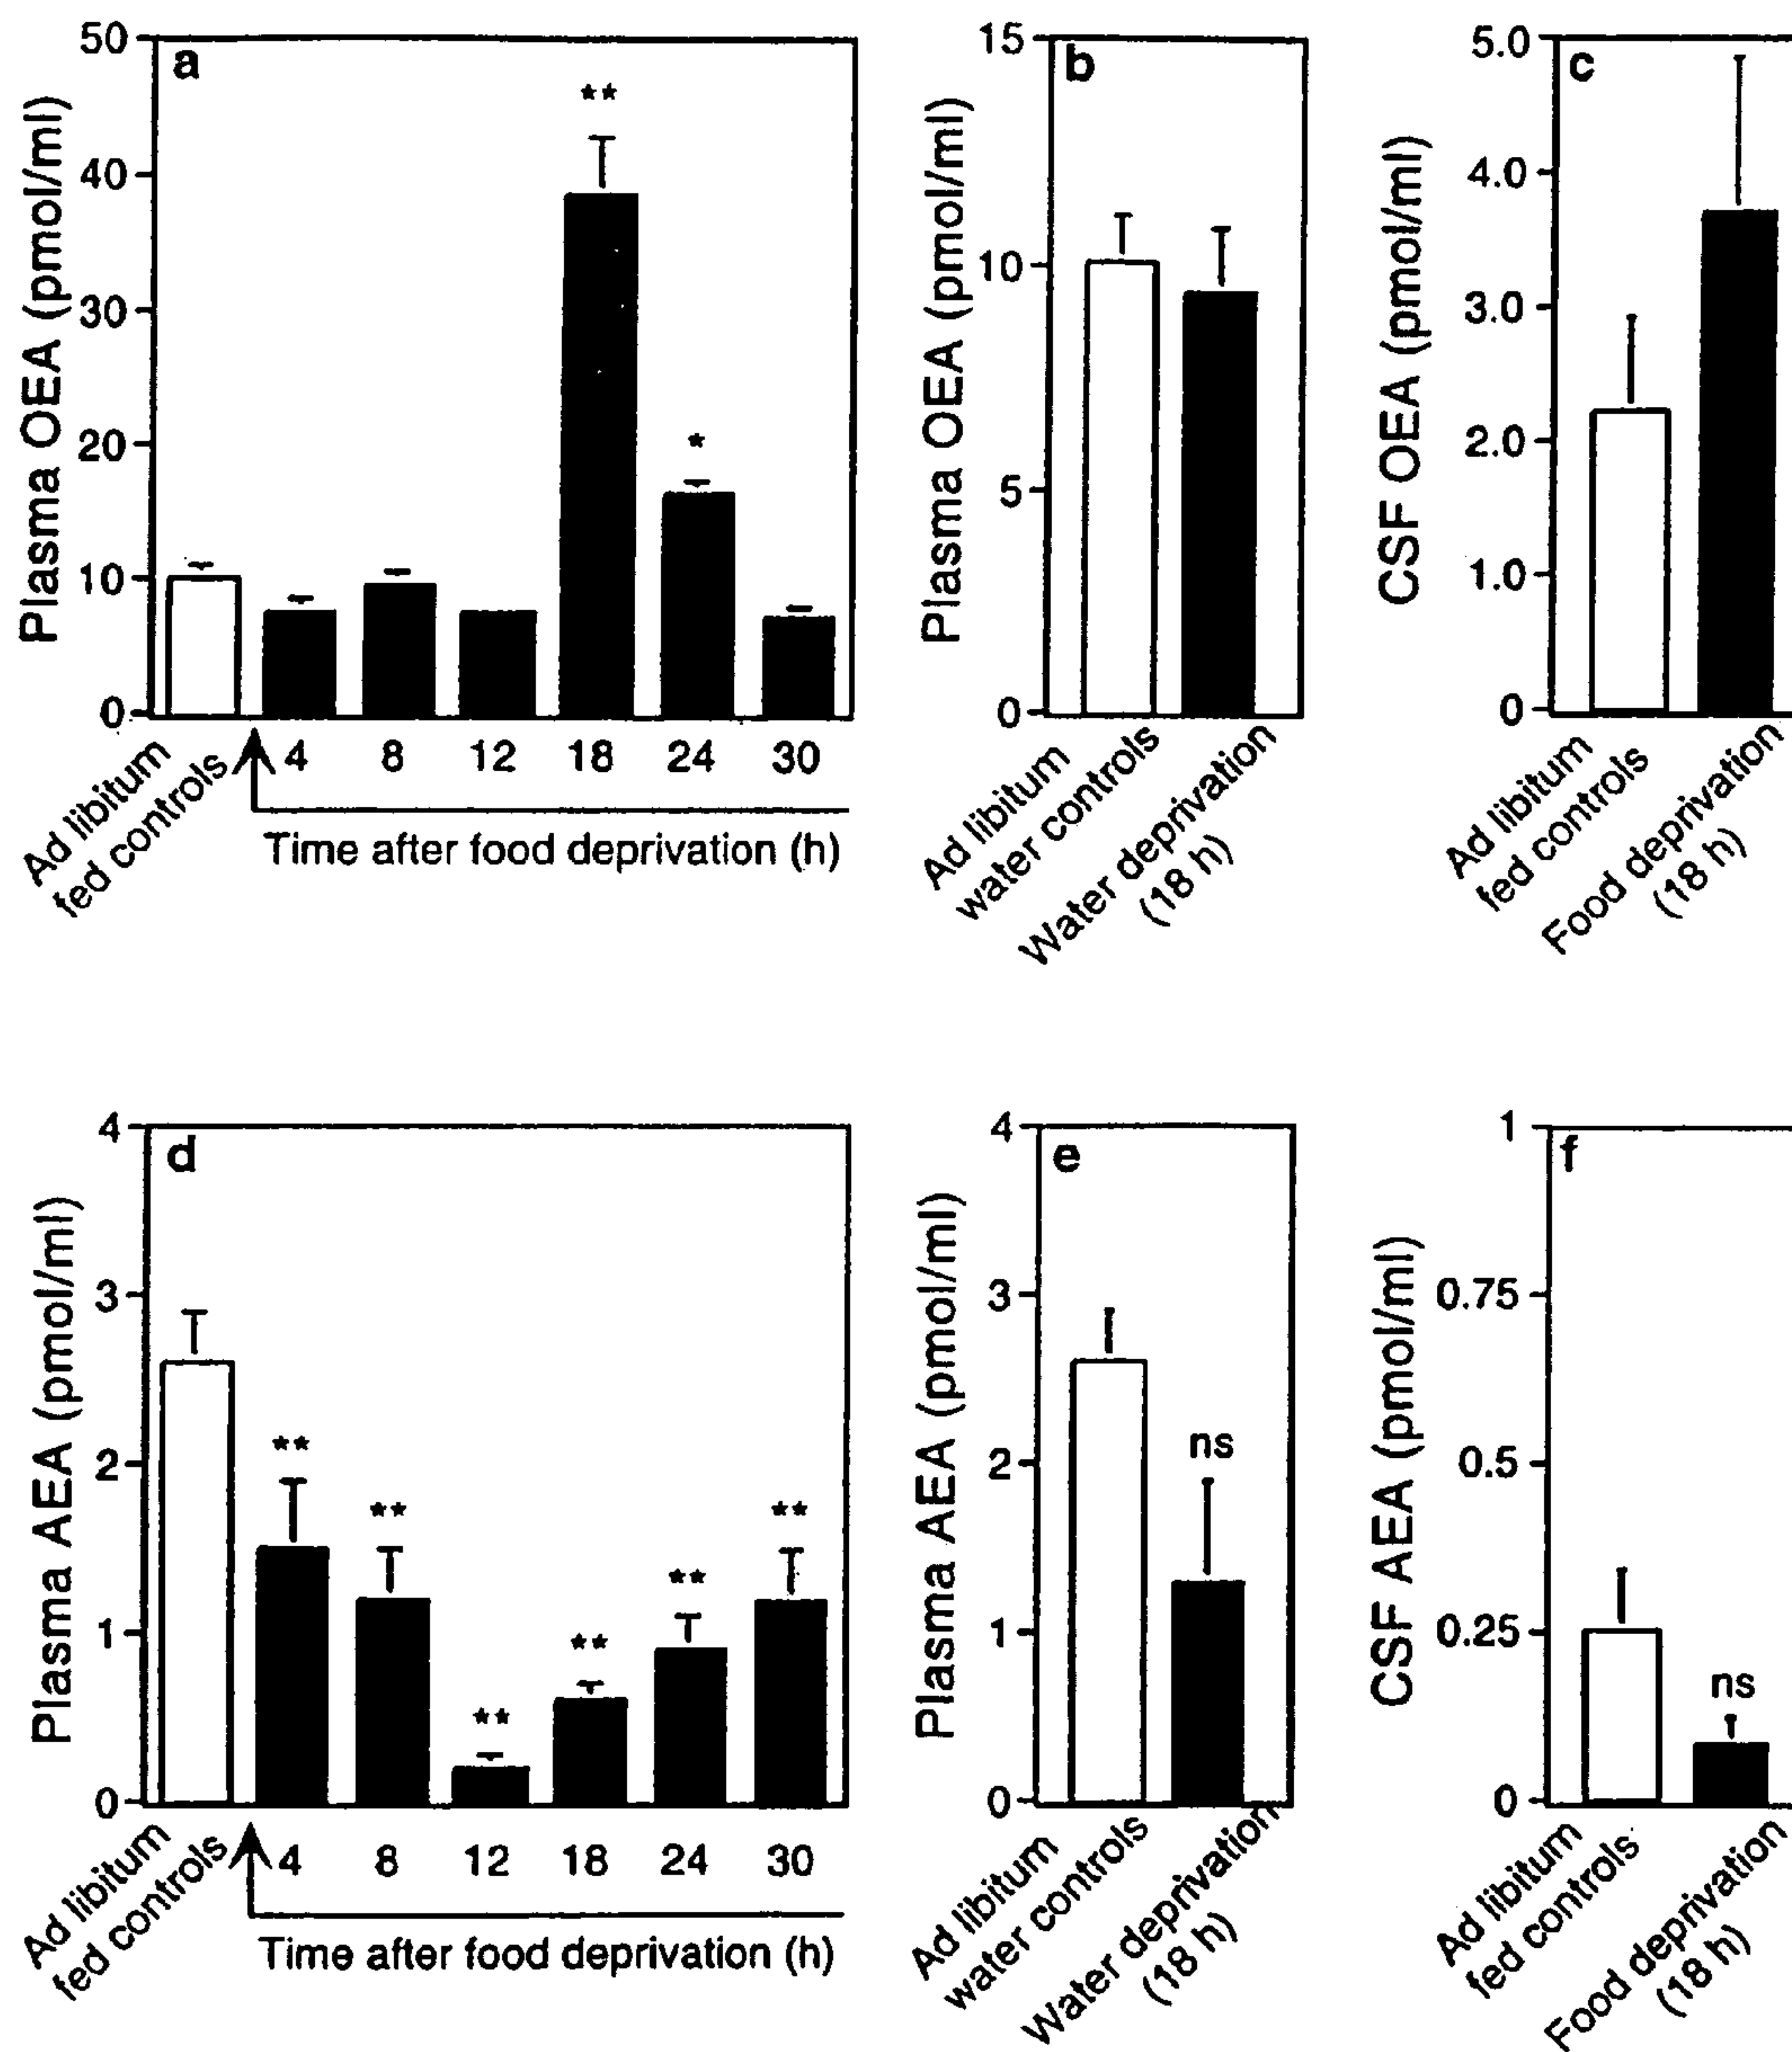 a
Plasma OEA (pmol/ml)
50
40
30
20
10
0
**
*
Ad libitum
fed controls
4 8 12 18 24 30
Time after food deprivation (h)
b
Plasma OEA (pmol/ml)
15
10
5
0
Ad libitum
water controls
Water deprivation
(18 h)
c
CSF OEA (pmol/ml)
5.0
4.0
3.0
2.0
1.0
0
Ad libitum
fed controls
Food deprivation
(18 h)
d
Plasma AEA (pmol/ml)
4
3
2
1
0
**
**
**
**
**
**
Ad libitum
fed controls
4 8 12 18 24 30
Time after food deprivation (h)
e
Plasma AEA (pmol/ml)
4
3
2
1
0
ns
Ad libitum
water controls
Water deprivation
(18 h)
f
CSF AEA (pmol/ml)
1
0.75
0.5
0.25
0
ns
Ad libitum
fed controls
Food deprivation
(18 h)